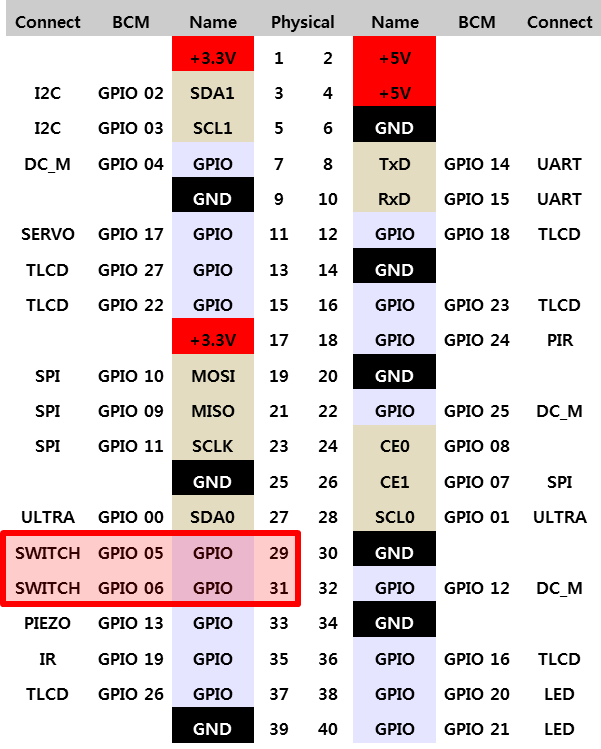 Connect BCM Name Physical Name BCM Connect
+3.3V 1 2 +5V
I2C GPIO 02 SDA1 3 4 +5V
I2C GPIO 03 SCL1 5 6 GND
DC_M GPIO 04 GPIO 7 8 TxD GPIO 14 UART
GND 9 10 RxD GPIO 15 UART
SERVO GPIO 17 GPIO 11 12 GPIO GPIO 18 TLCD
TLCD GPIO 27 GPIO 13 14 GND
TLCD GPIO 22 GPIO 15 16 GPIO GPIO 23 TLCD
+3.3V 17 18 GPIO GPIO 24 PIR
SPI GPIO 10 MOSI 19 20 GND
SPI GPIO 09 MISO 21 22 GPIO GPIO 25 DC_M
SPI GPIO 11 SCLK 23 24 CE0 GPIO 08
GND 25 26 CE1 GPIO 07 SPI
ULTRA GPIO 00 SDA0 27 28 SCL0 GPIO 01 ULTRA
SWITCH GPIO 05 GPIO 29 30 GND
SWITCH GPIO 06 GPIO 31 32 GPIO GPIO 12 DC_M
PIEZO GPIO 13 GPIO 33 34 GND
IR GPIO 19 GPIO 35 36 GPIO GPIO 16 TLCD
TLCD GPIO 26 GPIO 37 38 GPIO GPIO 20 LED
GND 39 40 GPIO GPIO 21 LED